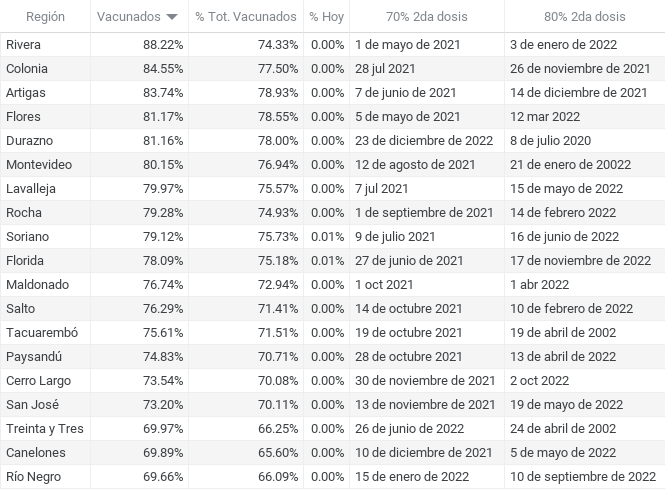 Región Vacunados % Tot. Vacunados % Hoy 70% 2da dosis 80% 2da dosis
Rivera 88.22% 74.33% 0.00% 1 de mayo de 2021 3 de enero de 2022
Colonia 84.55% 77.50% 0.00% 28 jul 2021 26 de noviembre de 2021
Artigas 83.74% 78.93% 0.00% 7 de junio de 2021 14 de diciembre de 2021
Flores 81.17% 78.55% 0.00% 5 de mayo de 2021 12 mar 2022
Durazno 81.16% 78.00% 0.00% 23 de diciembre de 2022 8 de julio 2020
Montevideo 80.15% 76.94% 0.00% 12 de agosto de 2021 21 de enero de 20022
Lavalleja 79.97% 75.57% 0.00% 7 jul 2021 15 de mayo de 2022
Rocha 79.28% 74.93% 0.00% 1 de septiembre de 2021 14 de febrero 2022
Soriano 79.12% 75.73% 0.01% 9 de julio 2021 16 de junio de 2022
Florida 78.09% 75.18% 0.01% 27 de junio de 2021 17 de noviembre de 2022
Maldonado 76.74% 72.94% 0.00% 1 oct 2021 1 abr 2022
Salto 76.29% 71.41% 0.00% 14 de octubre 2021 10 de febrero de 2022
Tacuarembó 75.61% 71.51% 0.00% 19 de octubre 2021 19 de abril de 2002
Paysandú 74.83% 70.71% 0.00% 28 de octubre 2021 13 de abril de 2022
Cerro Largo 73.54% 70.08% 0.00% 30 de noviembre de 2021 2 oct 2022
San José 73.20% 70.11% 0.00% 13 de noviembre de 2021 19 de mayo de 2022
Treinta y Tres 69.97% 66.25% 0.00% 26 de junio de 2022 24 de abril de 2002
Canelones 69.89% 65.60% 0.00% 10 de diciembre de 2021 5 de mayo de 2022
Río Negro 69.66% 66.09% 0.00% 15 de enero de 2022 10 de septiembre de 2022